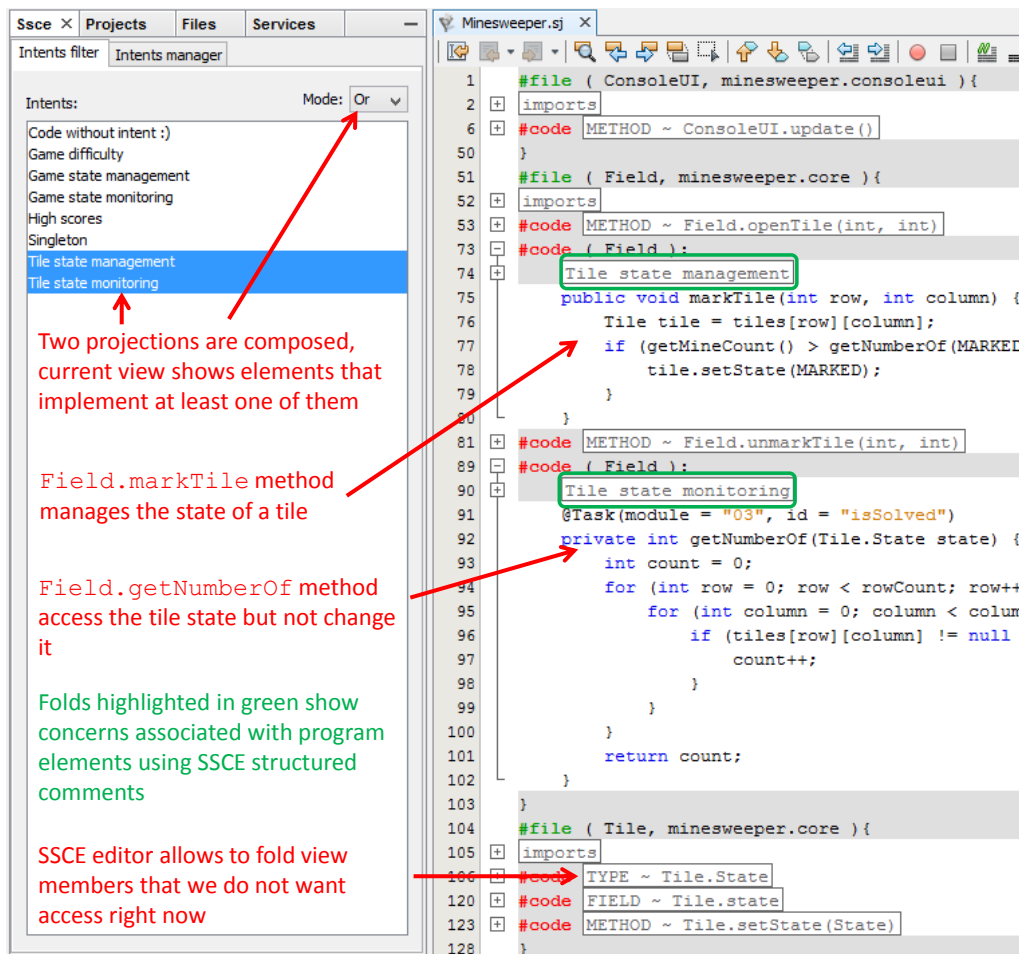 Ssce × Projects Files Services
Intents filter Intents manager
Intents: Mode: Or
Code without intent :)
Game difficulty
Game state management
Game state monitoring
High scores
Singleton
Tile state management
Tile state monitoring
Two projections are composed,
current view shows elements that
implement at least one of them
Field.markTile method
manages the state of a tile
Field.getNumberOf method
access the tile state but not change
it
Folds highlighted in green show
concerns associated with program
elements using SSCE structured
comments
SSCE editor allows to fold view
members that we do not want
access right now
Minesweeper.sj ×
1 #file ( ConsoleUI, minesweeper.consoleui ){
2 imports
6 #code METHOD ~ ConsoleUI.update()
50 }
51 #file ( Field, minesweeper.core ){
52 imports
53 #code METHOD ~ Field.openTile(int, int)
73 #code ( Field ):
74 Tile state management
75 public void markTile(int row, int column) {
76 Tile tile = tiles[row][column];
77 if (getMineCount() > getNumberOf(MARKED
78 tile.setState(MARKED);
79 }
80 }
81 #code METHOD ~ Field.unmarkTile(int, int)
89 #code ( Field ):
90 Tile state monitoring
91 @Task(module = "03", id = "isSolved")
92 private int getNumberOf(Tile.State state) {
93 int count = 0;
94 for (int row = 0; row < rowCount; row++
95 for (int column = 0; column < colum
96 if (tiles[row][column] != null
97 count++;
98 }
99 }
100 }
101 return count;
102 }
103 }
104 #file ( Tile, minesweeper.core ){
105 imports
106 #code TYPE ~ Tile.State
120 #code FIELD ~ Tile.state
123 #code METHOD ~ Tile.setState(State)
128 }